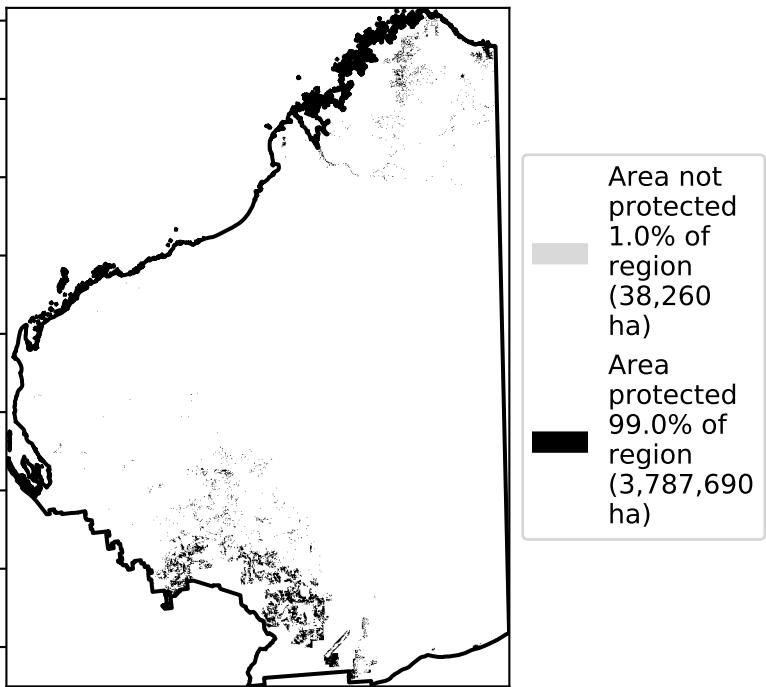 Area not
protected
1.0% of
region
(38,260
ha)
Area
protected
99.0% of
region
(3,787,690
ha)